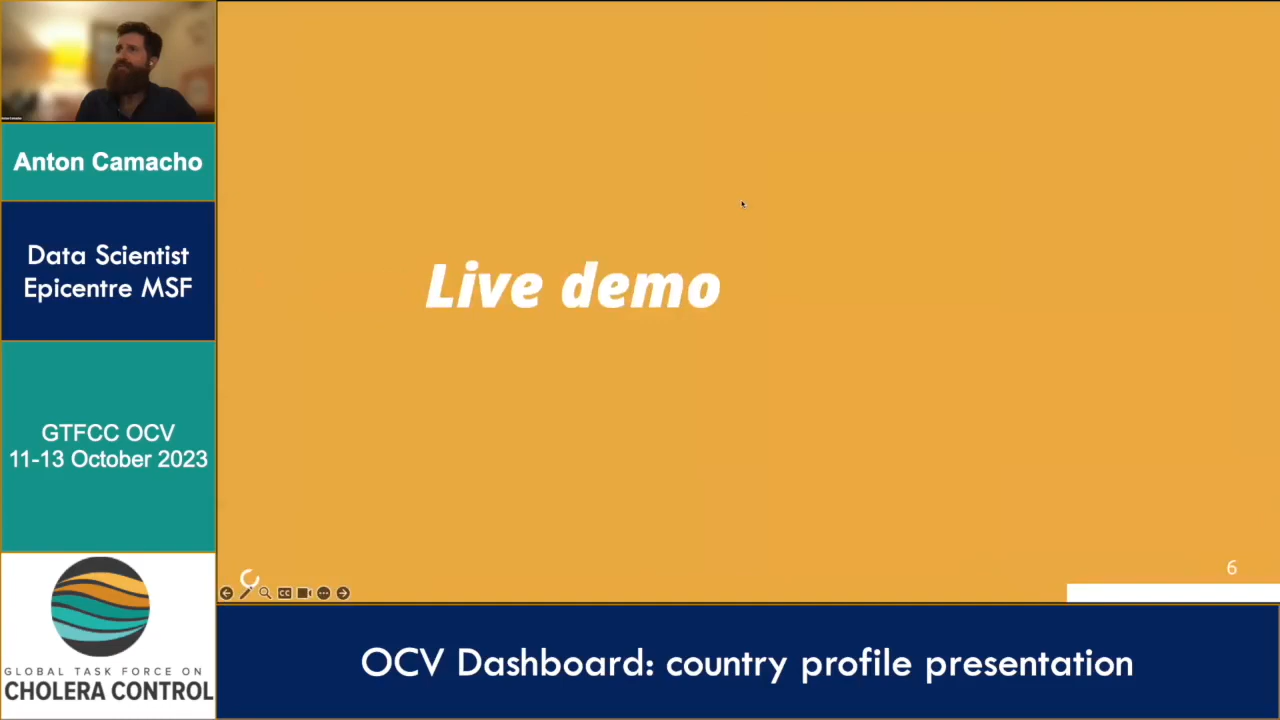 Anton Camacho
Data Scientist
Epicentre MSF
GTFCC OCV
11-13 October 2023
GLOBAL TASK FORCE ON
CHOLERA CONTROL
Live demo
6
CC
OCV Dashboard: country profile presentation